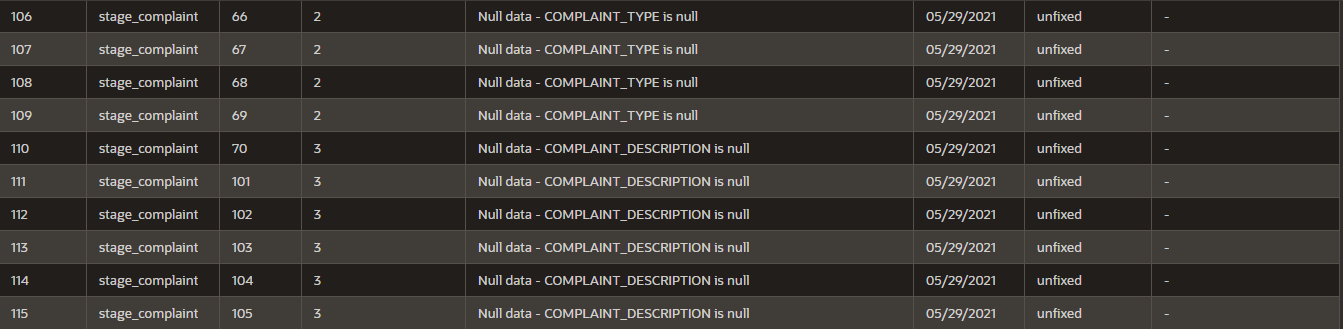 106 stage_complaint 66 2 Null data - COMPLAINT_TYPE is null 05/29/2021 unfixed -
107 stage_complaint 67 2 Null data - COMPLAINT_TYPE is null 05/29/2021 unfixed -
108 stage_complaint 68 2 Null data - COMPLAINT_TYPE is null 05/29/2021 unfixed -
109 stage_complaint 69 2 Null data - COMPLAINT_TYPE is null 05/29/2021 unfixed -
110 stage_complaint 70 3 Null data - COMPLAINT_DESCRIPTION is null 05/29/2021 unfixed -
111 stage_complaint 101 3 Null data - COMPLAINT_DESCRIPTION is null 05/29/2021 unfixed -
112 stage_complaint 102 3 Null data - COMPLAINT_DESCRIPTION is null 05/29/2021 unfixed -
113 stage_complaint 103 3 Null data - COMPLAINT_DESCRIPTION is null 05/29/2021 unfixed -
114 stage_complaint 104 3 Null data - COMPLAINT_DESCRIPTION is null 05/29/2021 unfixed -
115 stage_complaint 105 3 Null data - COMPLAINT_DESCRIPTION is null 05/29/2021 unfixed -